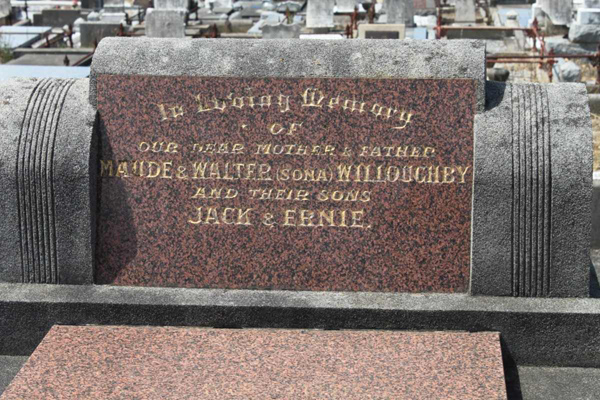 In Loving Memory
OF
OUR DEAR MOTHER & FATHER
MAUDE & WALTER (SONA) WILLOUGHBY
AND THEIR SONS
JACK & ERNIE.